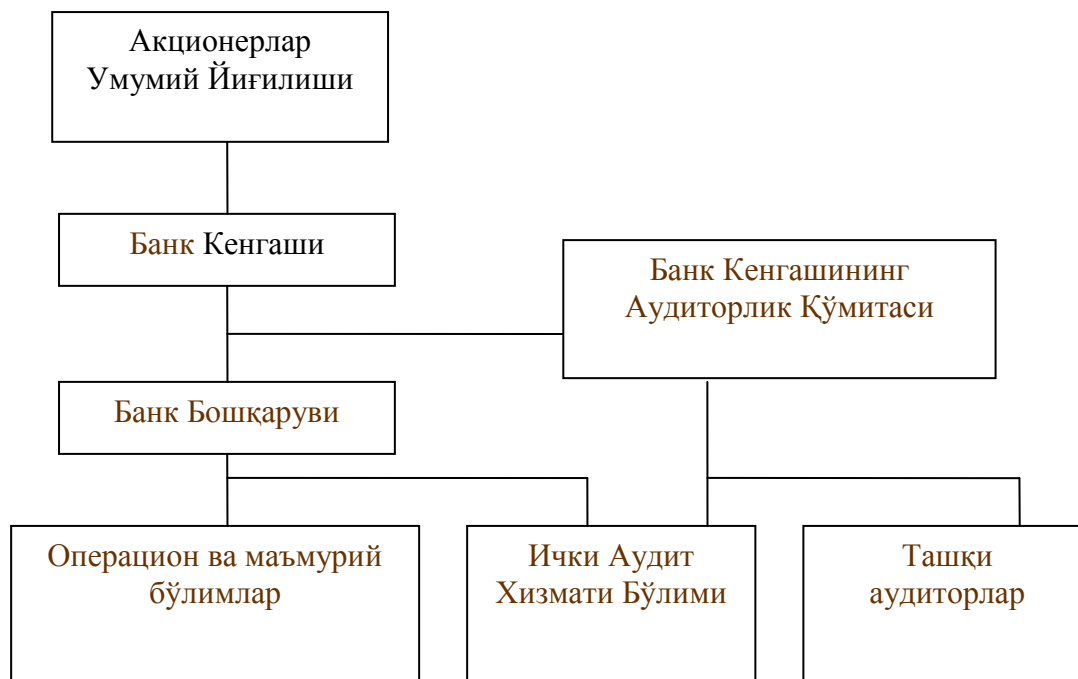 Акционерлар
Умумий Йиғилиши
Банк Кенгаши
Банк Кенгашининг
Аудиторлик Қўмитаси
Банк Бошқаруви
Операцион ва маъмурий
бўлимлар
Ички Аудит
Хизмати Бўлими
Ташқи
аудиторлар